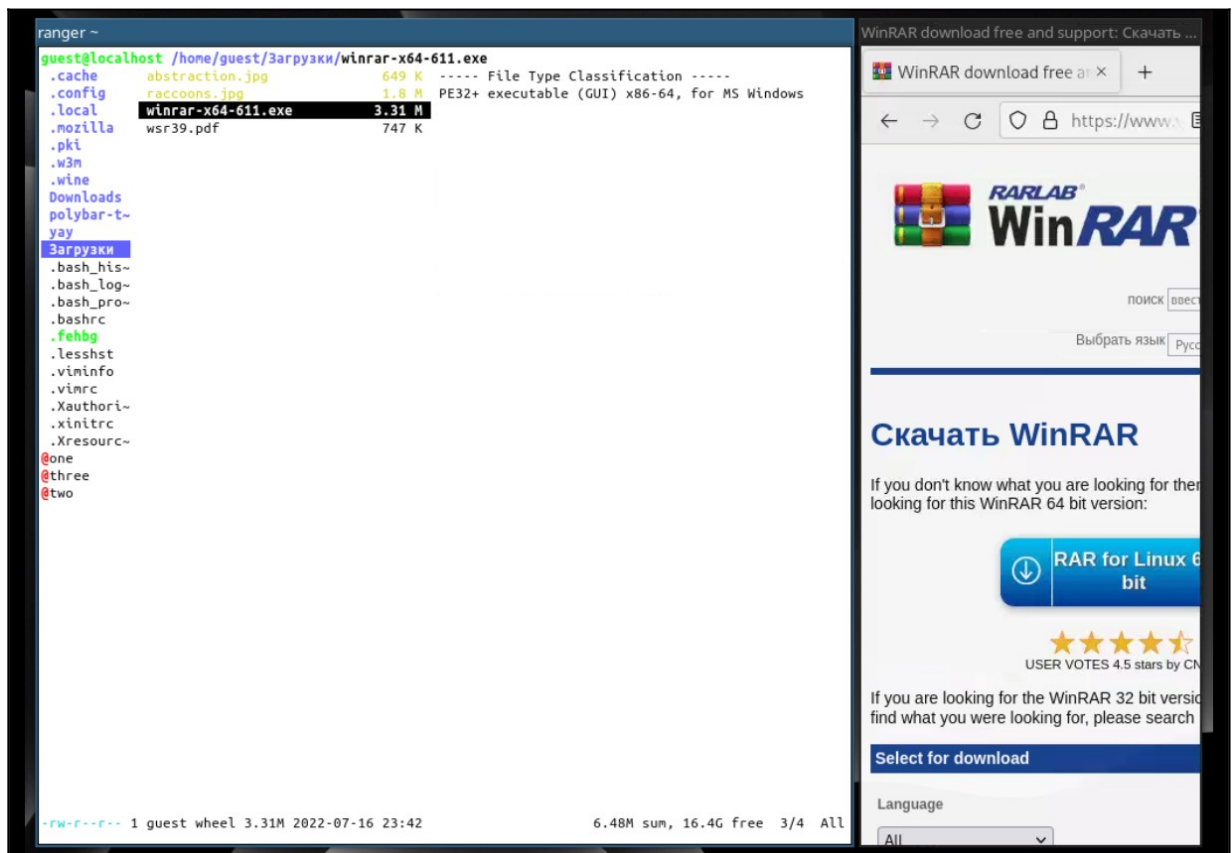 ranger ~
guest@localhost /home/guest/Загрузки/winrar-x64-611.exe
.cache abstraction.jpg 649 K ----- File Type Classification -----
.config raccoons.jpg 1.8 M PE32+ executable (GUI) x86-64, for MS Windows
.local winrar-x64-611.exe 3.31 M
.mozilla wsr39.pdf 747 K
.pki
.w3m
.wine
Downloads
polybar-t~
yay
Загрузки
.bash_his~
.bash_log~
.bash_pro~
.bashrc
.fehbg
.lesshst
.viminfo
.vimrc
.Xauthori~
.xinitrc
.Xresourc~
@one
@three
@two
-rw-r--r-- 1 guest wheel 3.31M 2022-07-16 23:42 6.48M sum, 16.4G free 3/4 All
WinRAR download free and support: Скачать ...
WinRAR download free ar
https://www.
RARLAB®
WinRAR
поиск ввест
Выбрать язык Русс
Скачать WinRAR
If you don't know what you are looking for then
looking for this WinRAR 64 bit version:
RAR for Linux 6
bit
USER VOTES 4.5 stars by CN
If you are looking for the WinRAR 32 bit versio
find what you were looking for, please search
Select for download
Language
All